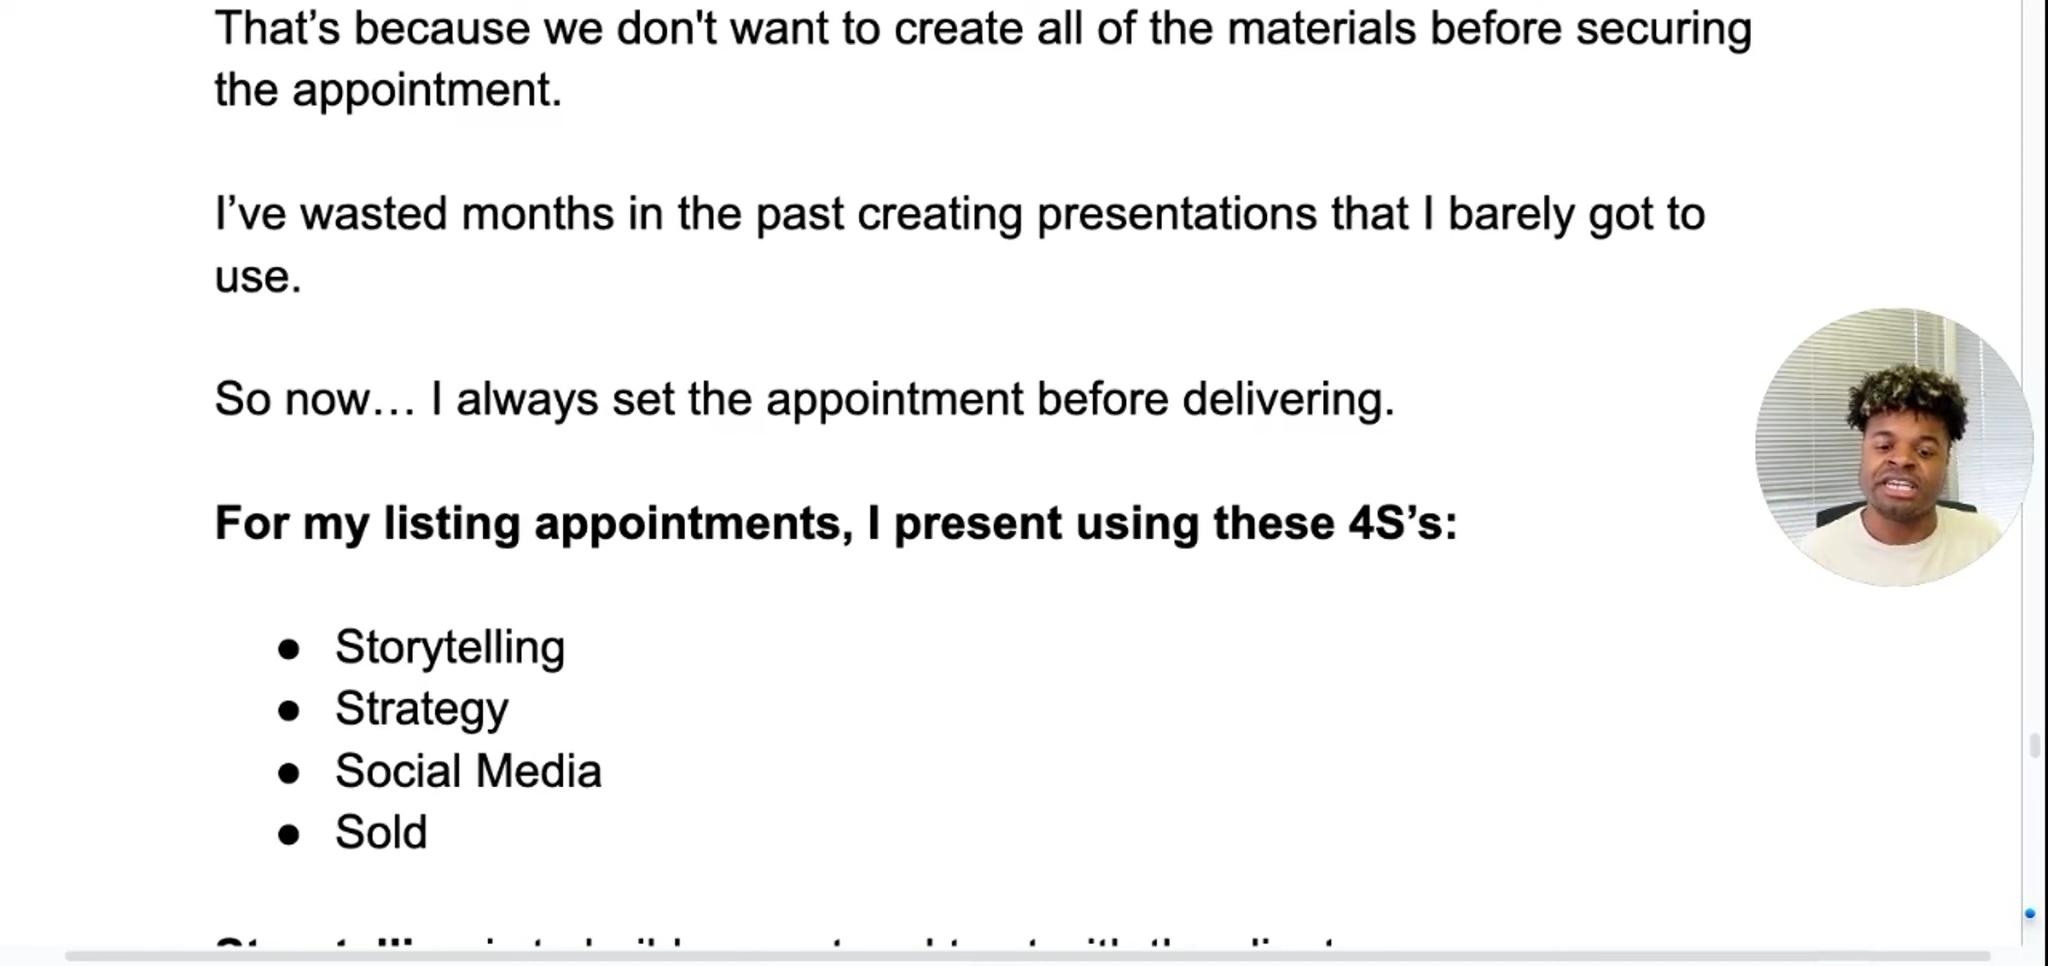 That’s because we don't want to create all of the materials before securing
the appointment.
I’ve wasted months in the past creating presentations that I barely got to
use.
So now… I always set the appointment before delivering.
For my listing appointments, I present using these 4S’s:
● Storytelling
● Strategy
● Social Media
● Sold